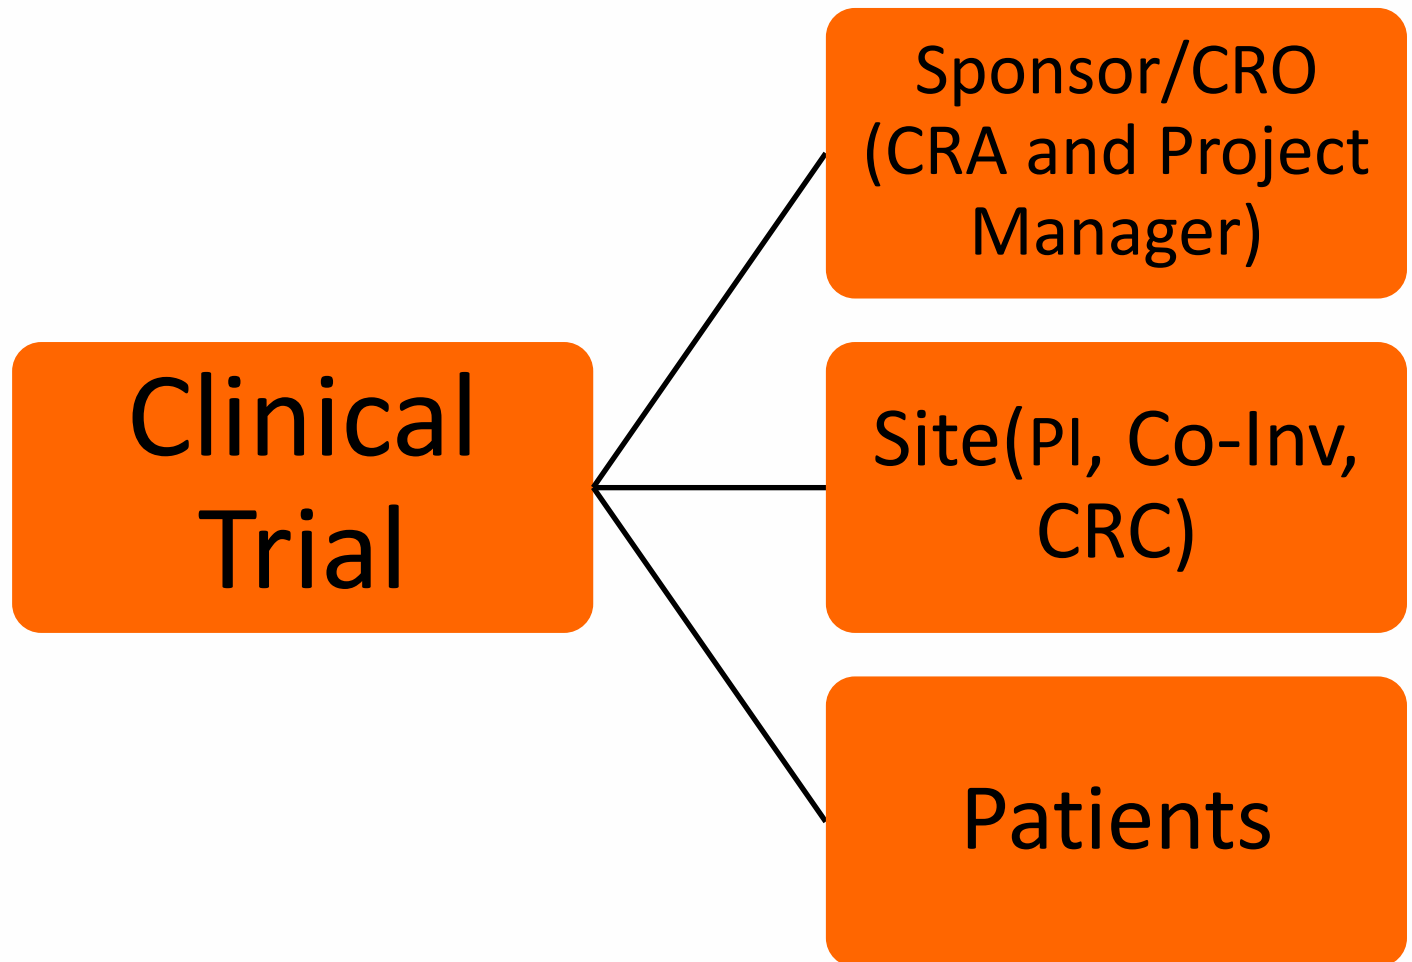 Clinical
Trial
Sponsor/CRO
(CRA and Project
Manager)
Site(PI, Co-Inv,
CRC)
Patients